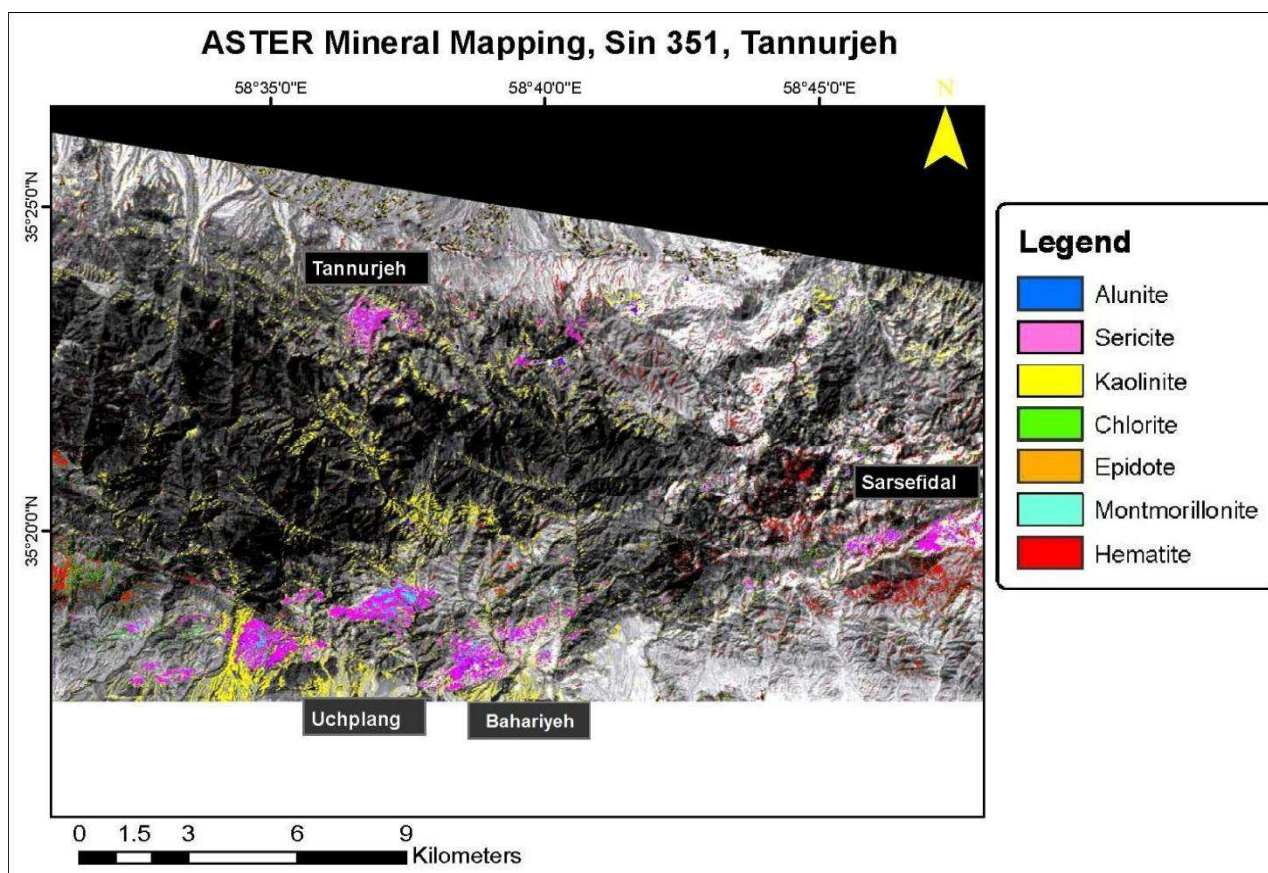 ASTER Mineral Mapping, Sin 351, Tannurjeh
58°35'0"E 58°40'0"E 58°45'0"E
N
35°25'0"N
Tannurjeh
Sarsefidal
35°20'0"N
Uchplang
Bahariyeh
0 1.5 3 6 9
Kilometers
Legend
Alunite
Sericite
Kaolinite
Chlorite
Epidote
Montmorillonite
Hematite